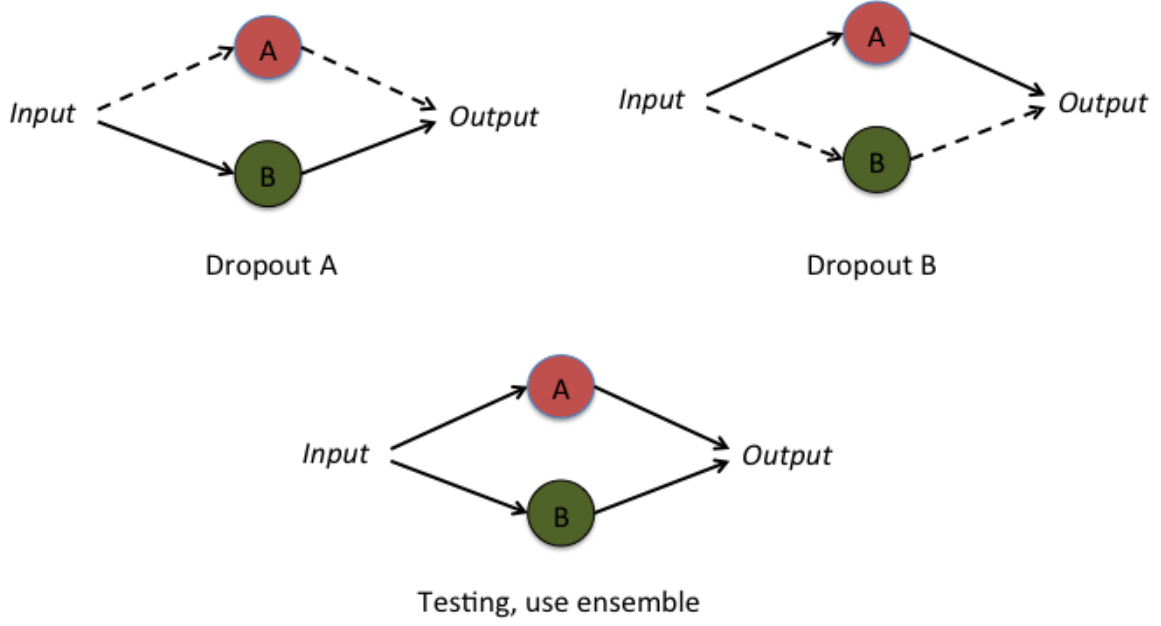 A
Input
Output
B
Dropout A
A
Input
Output
B
Dropout B
A
Input
Output
B
Testing, use ensemble